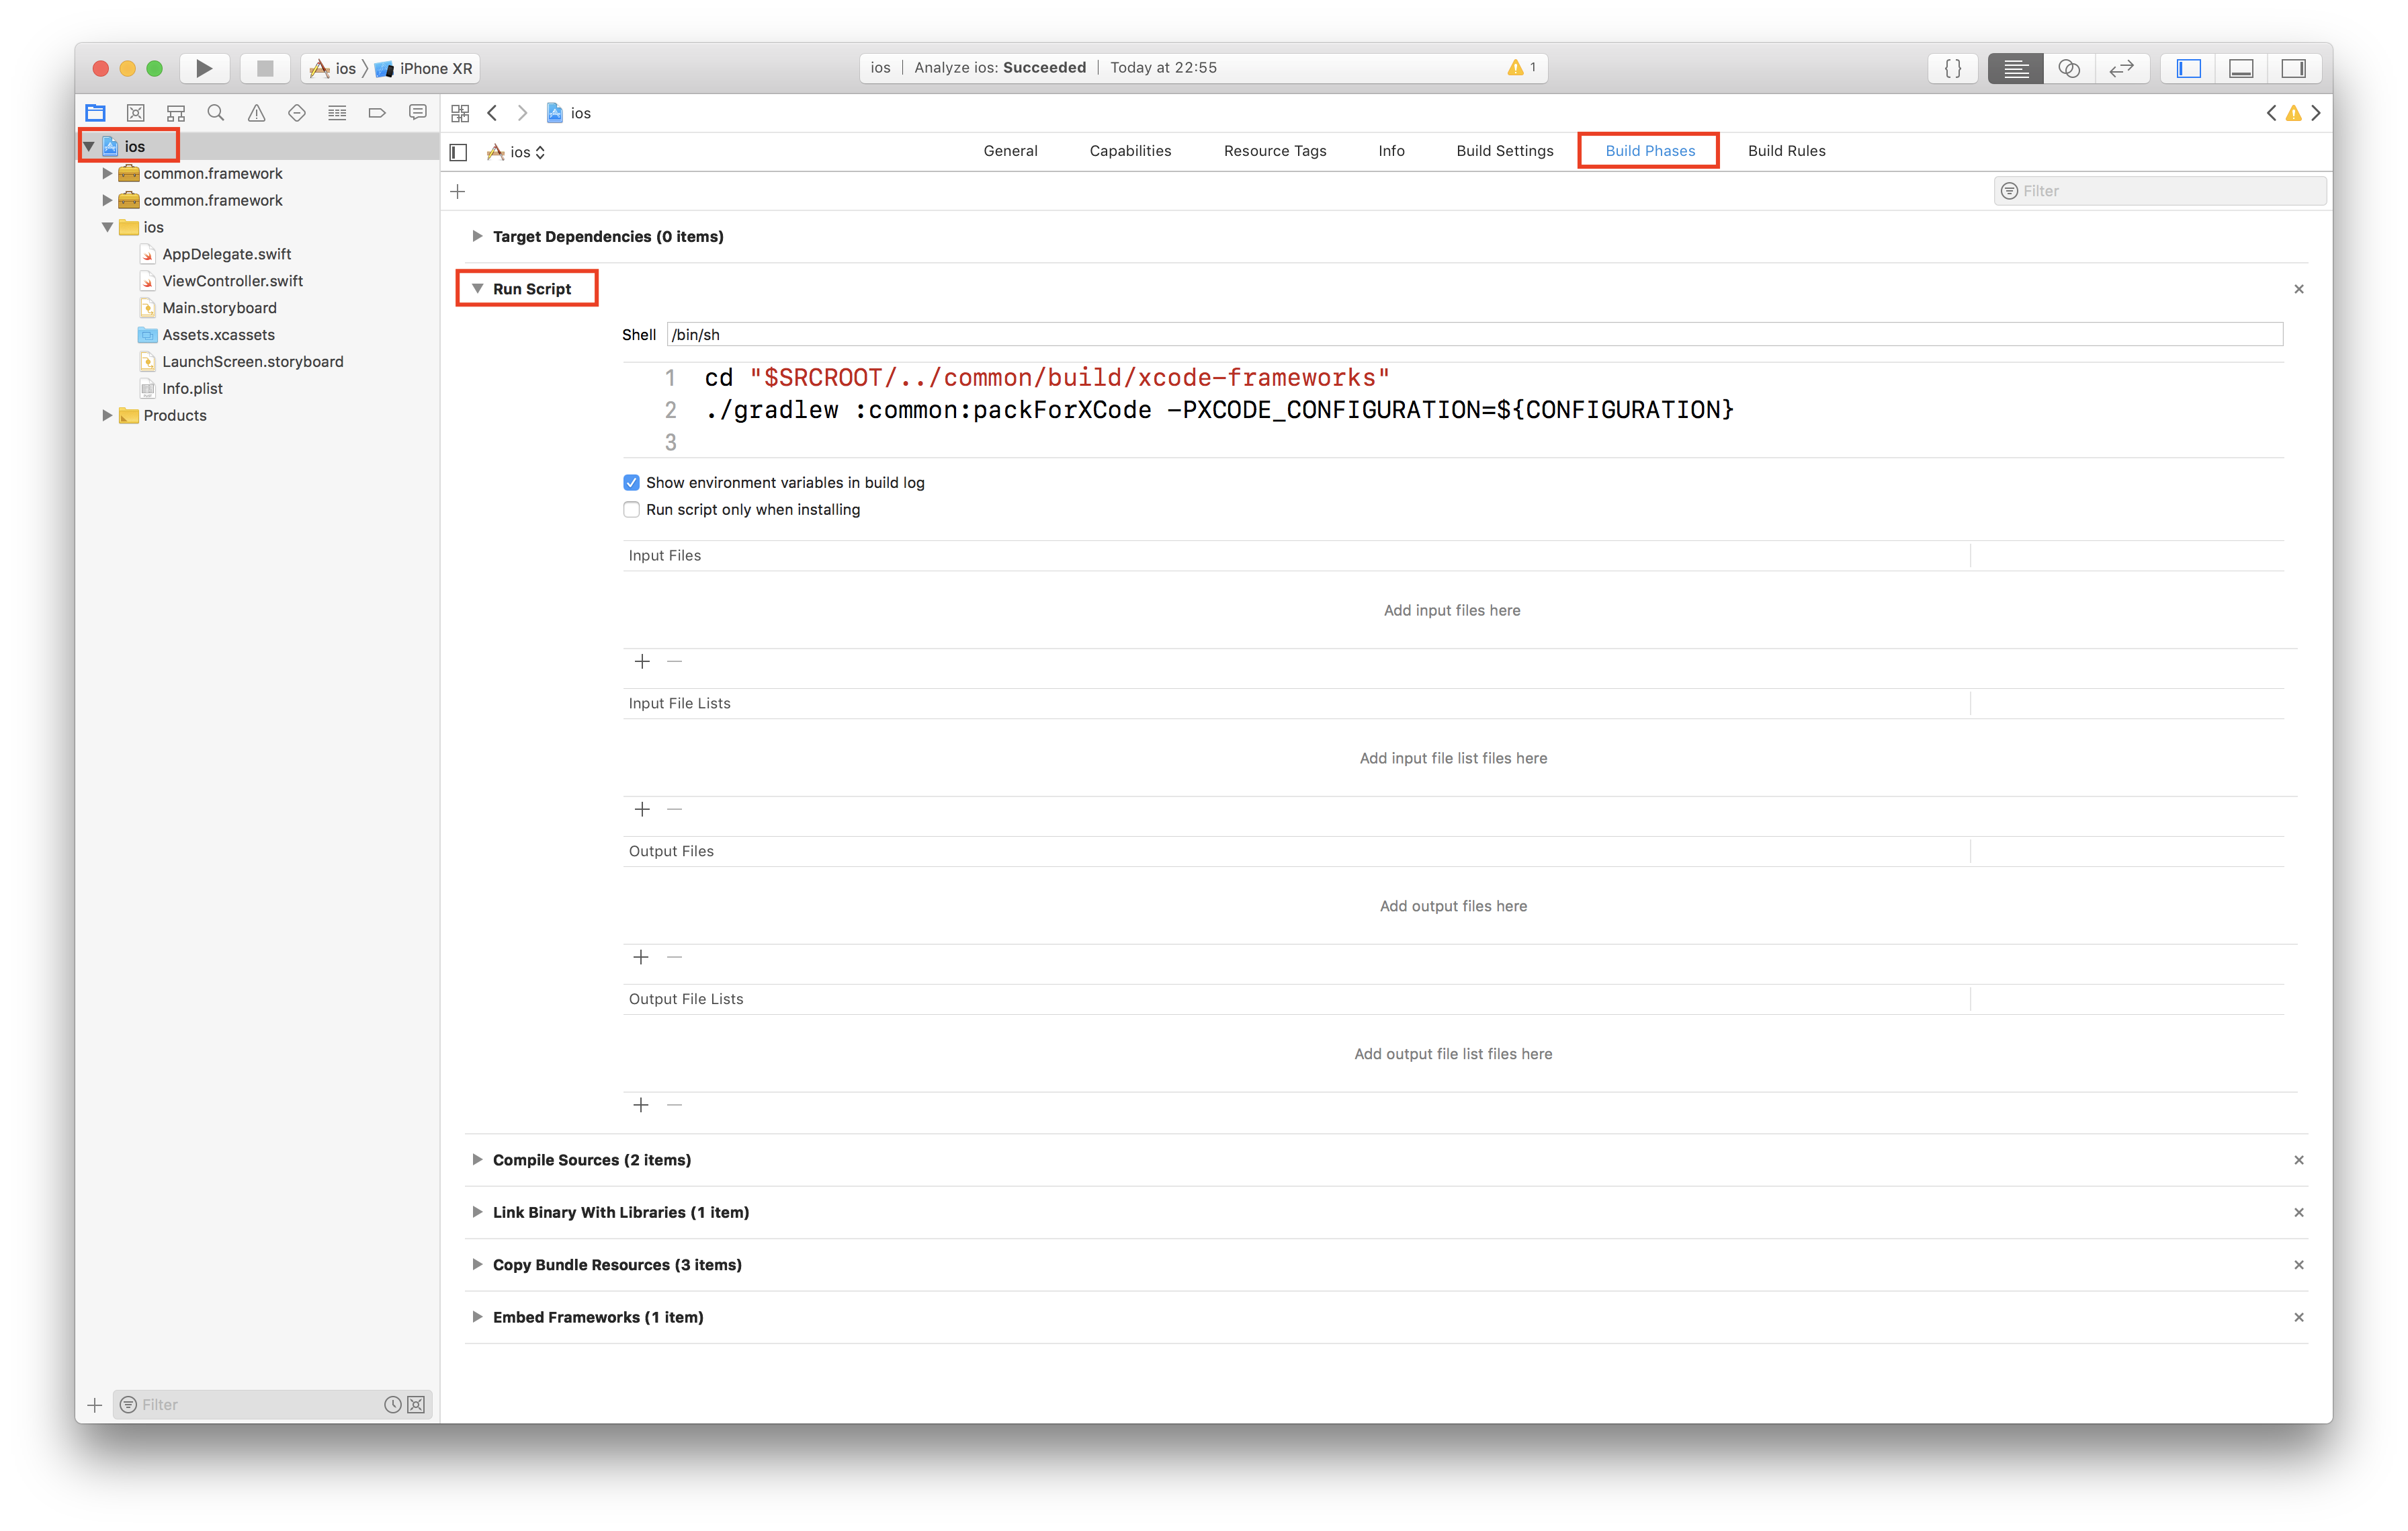 ios 〉 iPhone XR
ios | Analyze ios: Succeeded | Today at 22:55
1
{ }
ios
ios
common.framework
common.framework
ios
AppDelegate.swift
ViewController.swift
Main.storyboard
Assets.xcassets
LaunchScreen.storyboard
Info.plist
Products
Filter
ios
General Capabilities Resource Tags Info Build Settings Build Phases Build Rules
Filter
Target Dependencies (0 items)
Run Script
Shell /bin/sh
1 cd "$SRCROOT/../common/build/xcode-frameworks"
2 ./gradlew :common:packForXCode -PXCODE_CONFIGURATION=${CONFIGURATION}
3
Show environment variables in build log
Run script only when installing
Input Files
Add input files here
Input File Lists
Add input file list files here
Output Files
Add output files here
Output File Lists
Add output file list files here
Compile Sources (2 items)
Link Binary With Libraries (1 item)
Copy Bundle Resources (3 items)
Embed Frameworks (1 item)